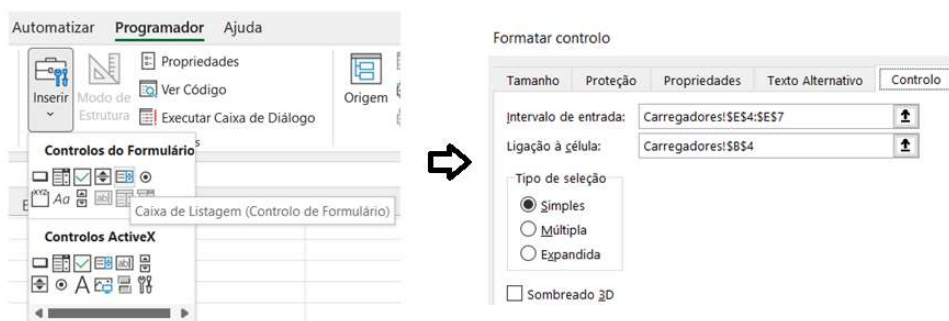 Automatizar Programador Ajuda
Inserir
Modo de
Estrutura
Propriedades
Ver Código
Executar Caixa de Diálogo
Origem
Controlos do Formulário
Aa
Caixa de Listagem (Controlo de Formulário)
Controlos ActiveX
Formatar controlo
Tamanho Proteção Propriedades Texto Alternativo Controlo
Intervalo de entrada: Carregadores!$E$4:$E$7
Ligação à célula: Carregadores!$B$4
Tipo de seleção
Simples
Múltipla
Expandida
Sombreado 3D